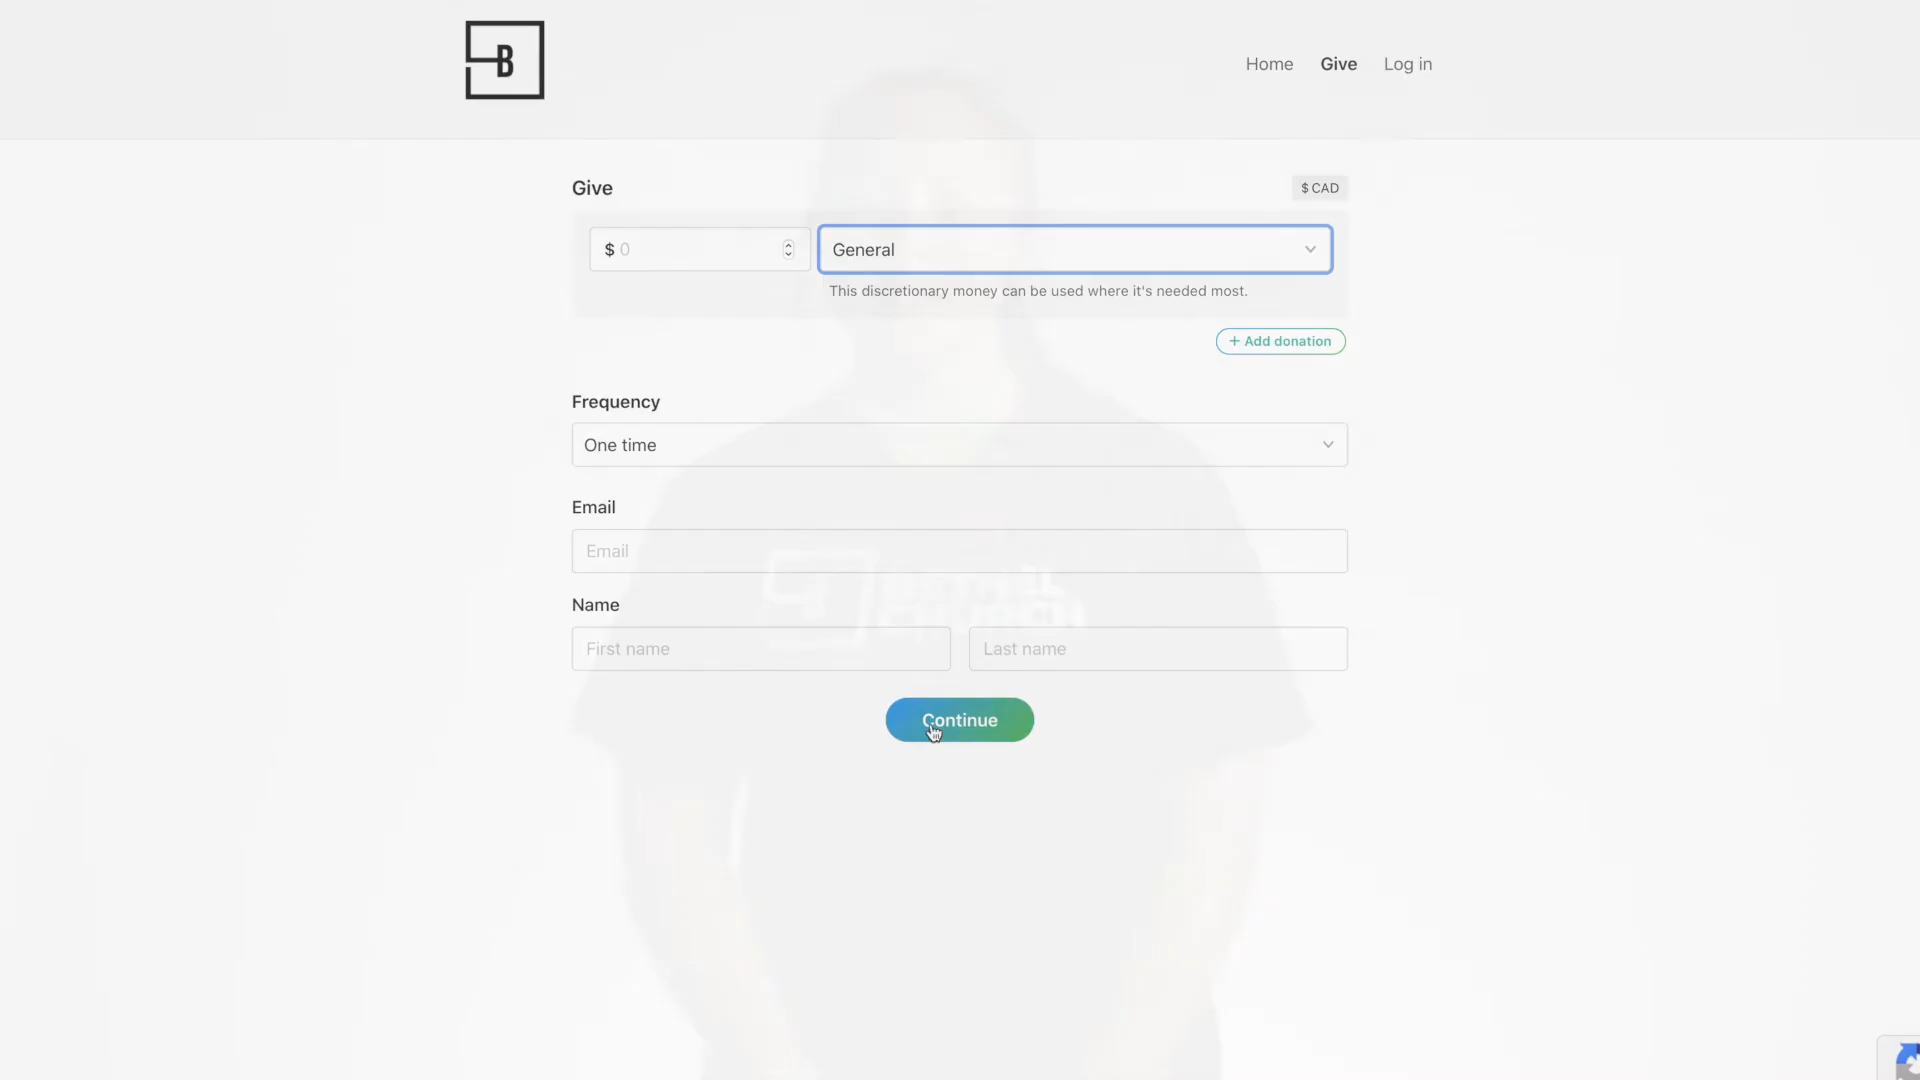 B
Home Give Log in
Give
$ CAD
$ 0
General
This discretionary money can be used where it's needed most.
+ Add donation
Frequency
One time
Email
Email
Name
CHURCH
First name
Last name
Continue